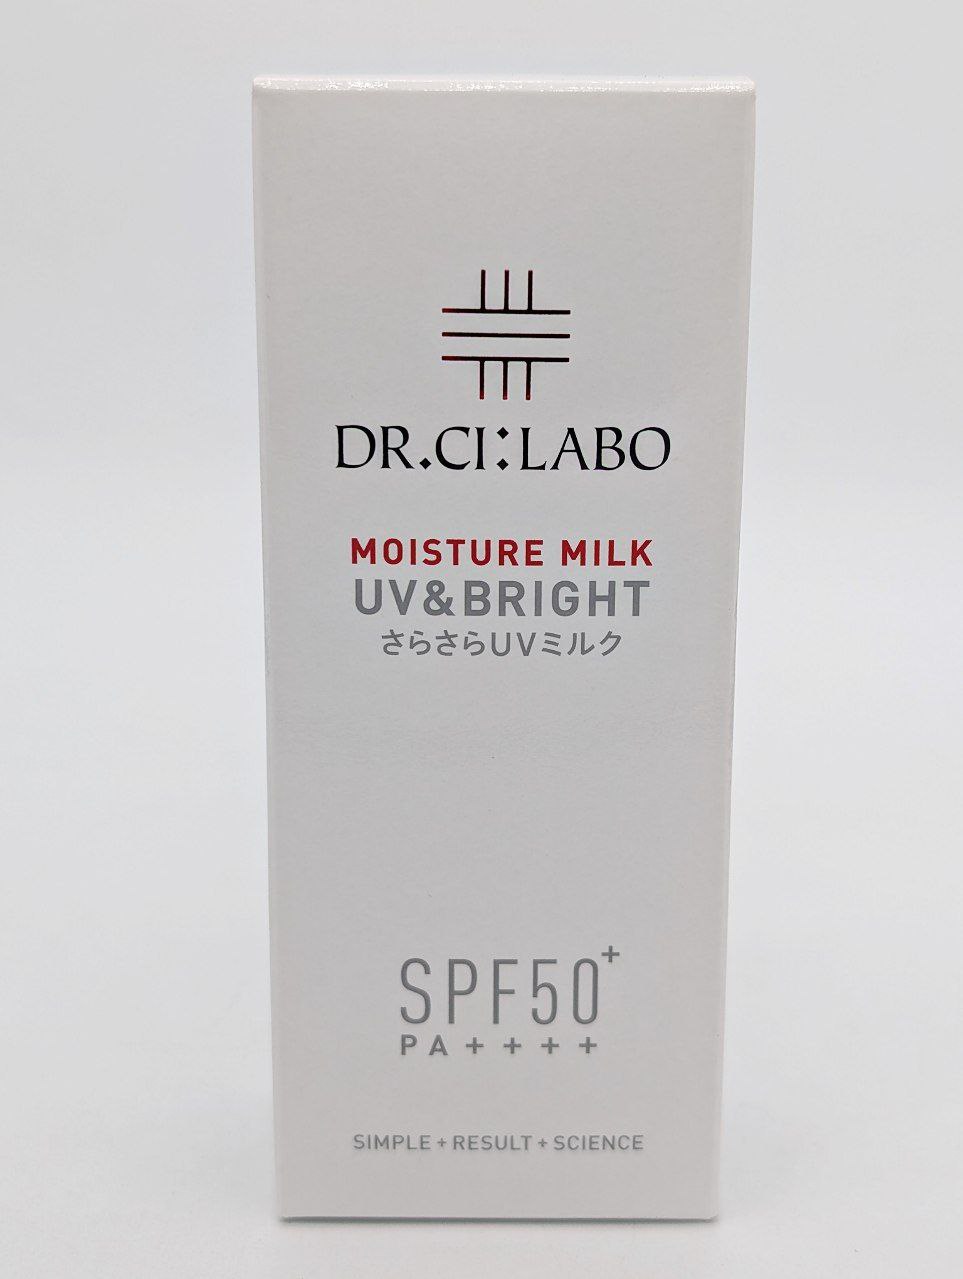 DR.CI:LABO
MOISTURE MILK
UV&BRIGHT
さらさらUVミルク
SPF50+
PA++++
SIMPLE+RESULT+SCIENCE